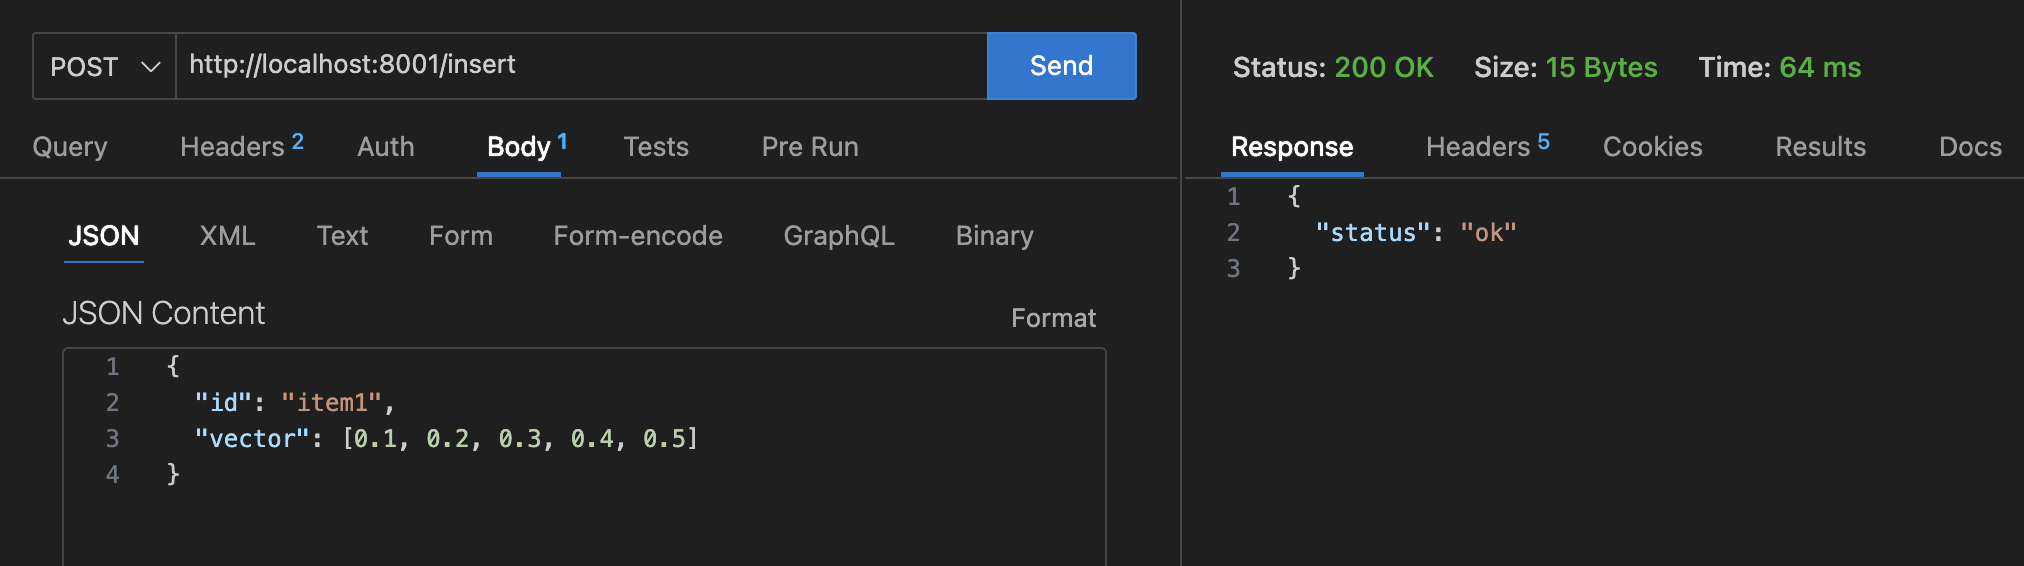 POST http://localhost:8001/insert Send
Query Headers 2 Auth Body 1 Tests Pre Run
JSON XML Text Form Form-encode GraphQL Binary
JSON Content Format
1 {
2 "id": "item1",
3 "vector": [0.1, 0.2, 0.3, 0.4, 0.5]
4 }
Status: 200 OK Size: 15 Bytes Time: 64 ms
Response Headers 5 Cookies Results Docs
1 {
2 "status": "ok"
3 }